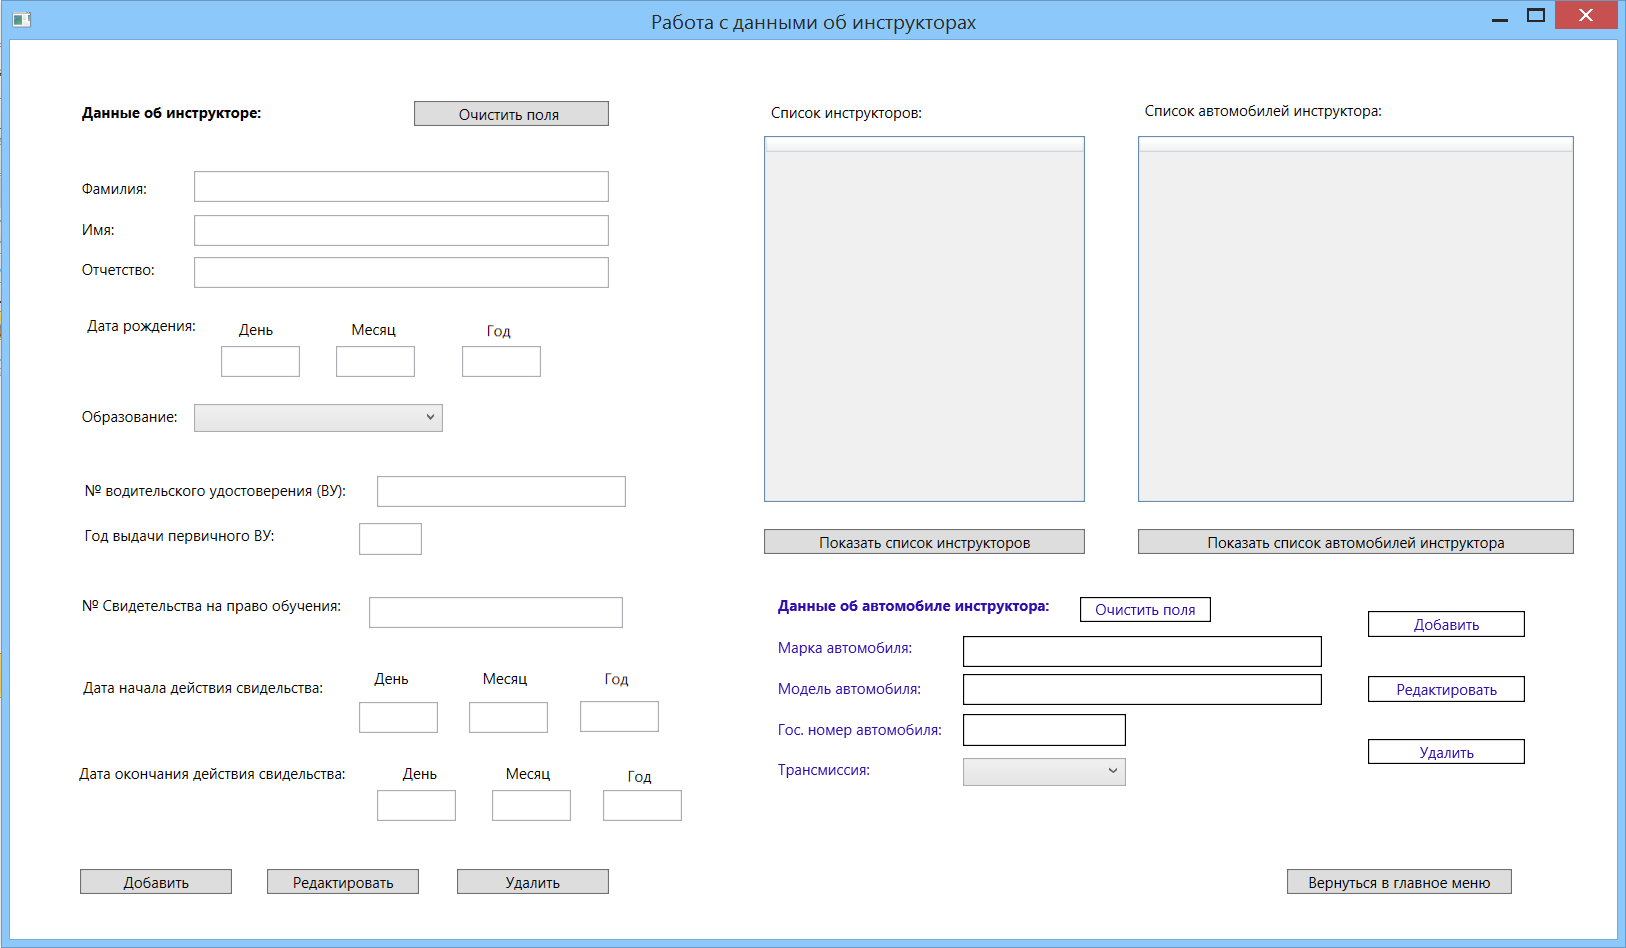 Работа с данными об инструкторах
Данные об инструкторе:
Очистить поля
Фамилия:
Имя:
Отчетство:
Дата рождения:
День
Месяц
Год
Образование:
№ водительского удостоверения (ВУ):
Год выдачи первичного ВУ:
№ Свидетельства на право обучения:
Дата начала действия свидельства:
День
Месяц
Год
Дата окончания действия свидельства:
День
Месяц
Год
Добавить
Редактировать
Удалить
Список инструкторов:
Список автомобилей инструктора:
Показать список инструкторов
Показать список автомобилей инструктора
Данные об автомобиле инструктора:
Очистить поля
Марка автомобиля:
Модель автомобиля:
Гос. номер автомобиля:
Трансмиссия:
Добавить
Редактировать
Удалить
Вернуться в главное меню